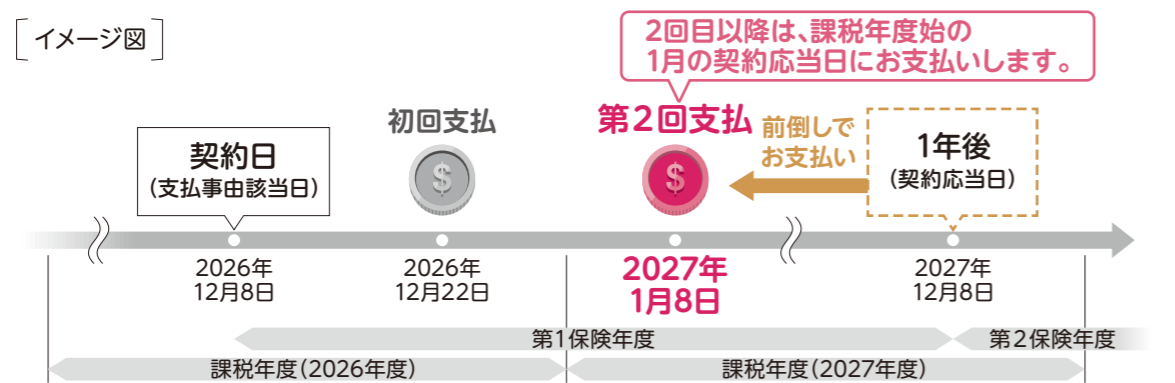 イメージ図
2回目以降は、課税年度始の
1月の契約応当日にお支払いします。
初回支払
第2回支払
前倒しで
お支払い
契約日
（支払事由該当日）
1年後
（契約応当日）
$
$
2026年
12月8日
2026年
12月22日
2027年
1月8日
2027年
12月8日
第1保険年度
第2保険年度
課税年度（2026年度）
課税年度（2027年度）